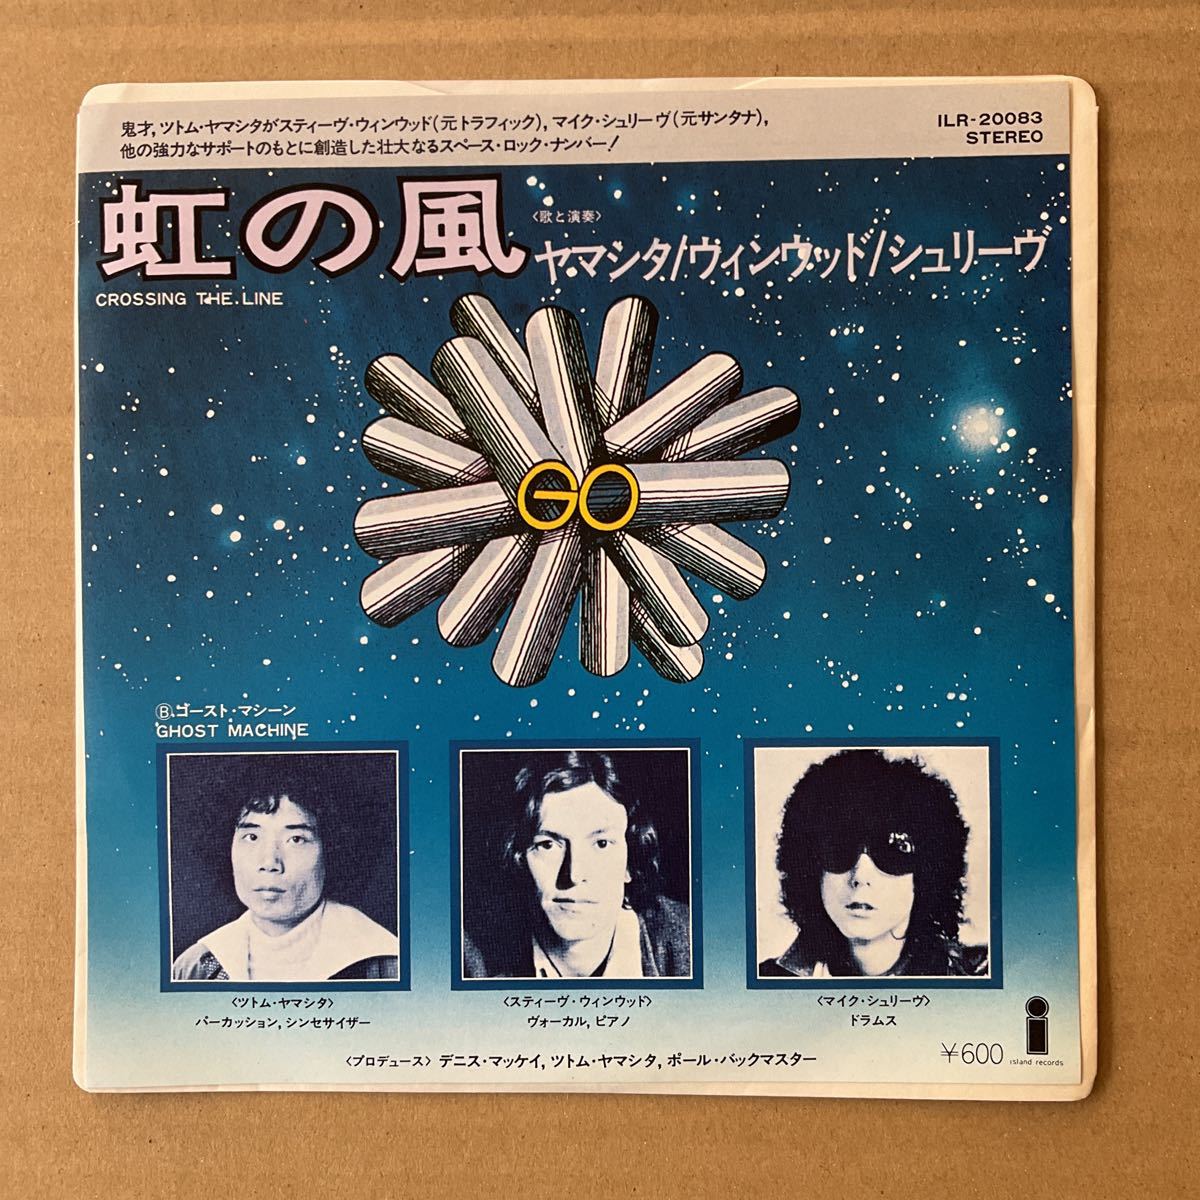 鬼才,ツトム・ヤマシタがスティーヴ・ウィンウッド(元トラフィック),マイク・シュリーヴ(元サンタナ),
他の強力なサポートのもとに創造した壮大なるスペース・ロック・ナンバー!
ILR-20083
STEREO
虹の風
CROSSING THE LINE
〈歌と演奏〉
ヤマシタ/ウィンウッド/シュリーヴ
GO
Ⓑゴースト・マシーン
GHOST MACHINE
〈ツトム・ヤマシタ〉
パーカッション,シンセサイザー
〈スティーヴ・ウィンウッド〉
ヴォーカル,ピアノ
〈マイク・シュリーヴ〉
ドラムス
〈プロデュース〉デニス・マッケイ,ツトム・ヤマシタ,ポール・バックマスター
¥600
island records